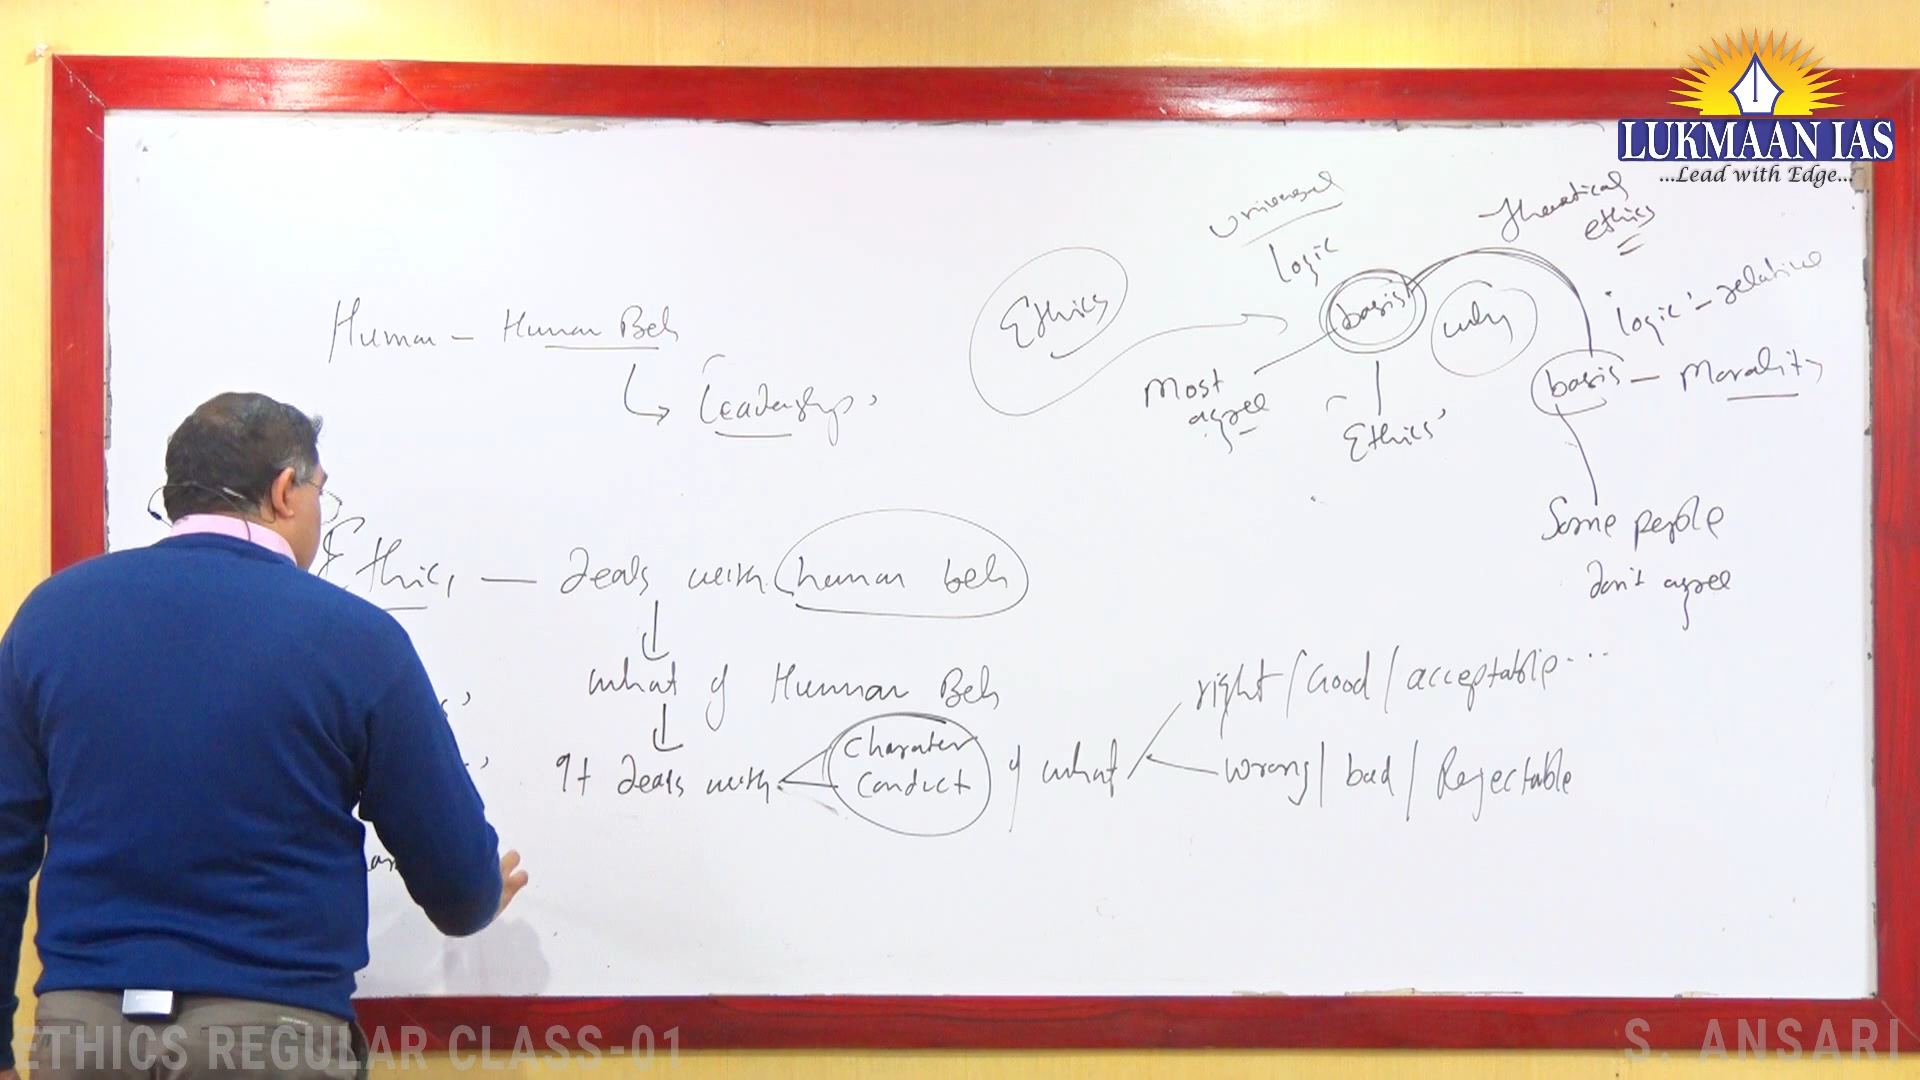 LUKMAAN IAS
...Lead with Edge...
Universal
logic
theoretical
ethics
Human - Human Beh
Leadership
Ethics
basis
why
logic - relative
Most
agree
Ethics
basis - Morality
Some people
don't agree
Ethics - deals with human beh
what of Human Beh
right / Good / acceptable...
It deals with
Charater
Conduct
of what
wrong / bad / Rejectable
ETHICS REGULAR CLASS-01
S. ANSARI